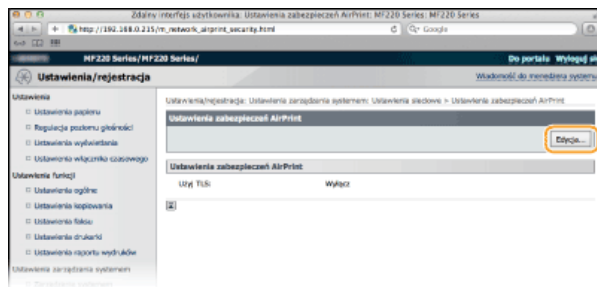 Zdalny interfejs użytkownika: Ustawienia zabezpieczeń AirPrint: MF220 Series: MF220 Series
http://192.168.0.215/m_network_airprint_security.html
Google
MF220 Series/MF220 Series/
Do portalu Wyloguj się
Ustawienia/rejestracja
Wiadomość do menedżera systemu
Ustawienia
Ustawienia papieru
Regulacja poziomu głośności
Ustawienia wyświetlania
Ustawienia włącznika czasowego
Ustawienia funkcji
Ustawienia ogólne
Ustawienia kopiowania
Ustawienia faksu
Ustawienia drukarki
Ustawienia raportu wydruków
Ustawienia zarządzania systemem
Ustawienia/rejestracja: Ustawienia zarządzania systemem: Ustawienia sieciowe > Ustawienia zabezpieczeń AirPrint
Ustawienia zabezpieczeń AirPrint
Edycja...
Ustawienia zabezpieczeń AirPrint
Użyj TLS: Wyłącz